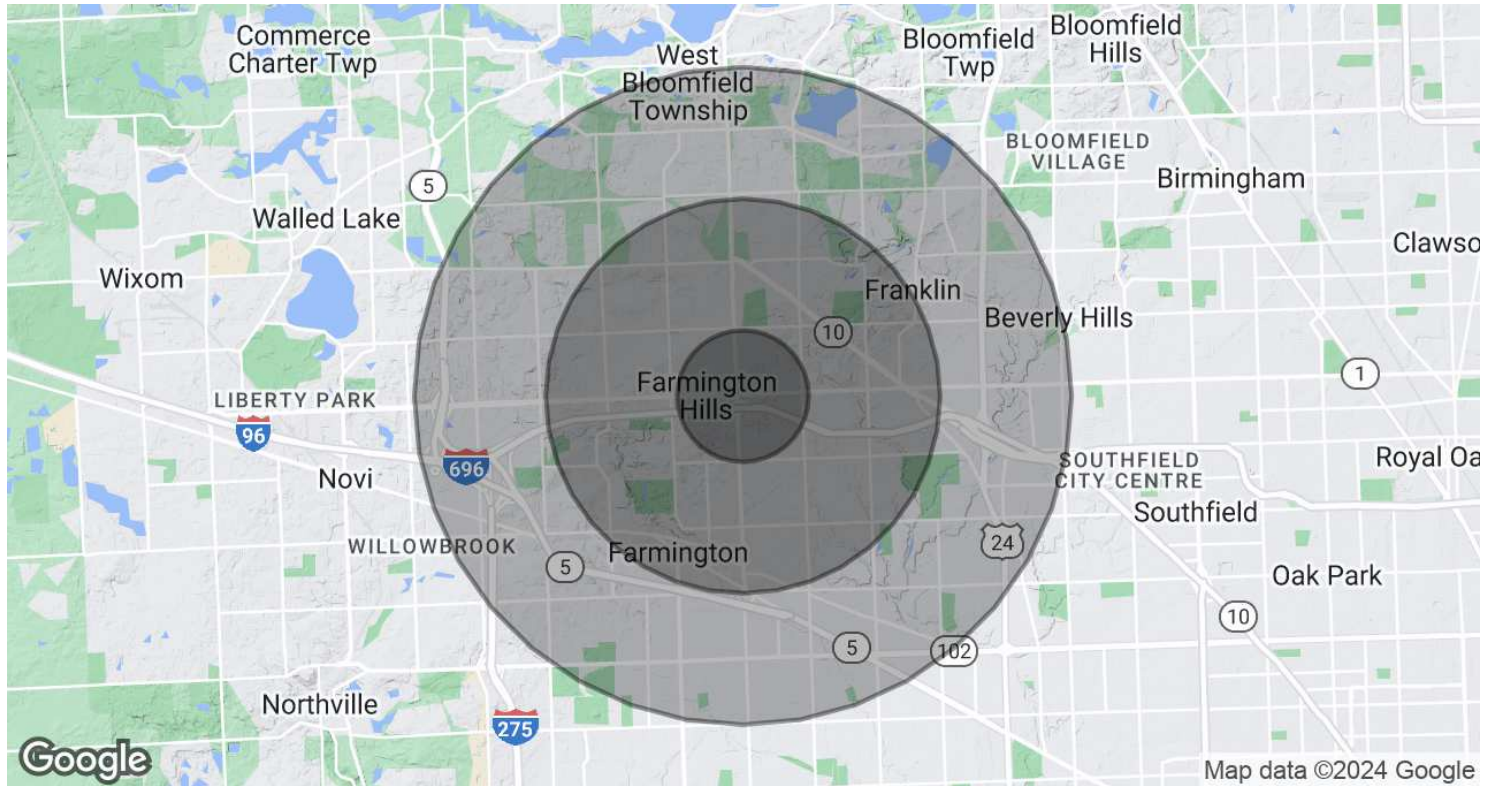 Commerce
Charter Twp
West
Bloomfield
Township
Bloomfield
Twp
Bloomfield
Hills
BLOOMFIELD
VILLAGE
Birmingham
5
Walled Lake
Clawso
Wixom
Franklin
10
Beverly Hills
1
Farmington
Hills
LIBERTY PARK
96
696
Novi
SOUTHFIELD
CITY CENTRE
Royal Oa
Southfield
WILLOWBROOK
Farmington
24
5
Oak Park
10
5
102
Northville
275
Google
Map data ©2024 Google